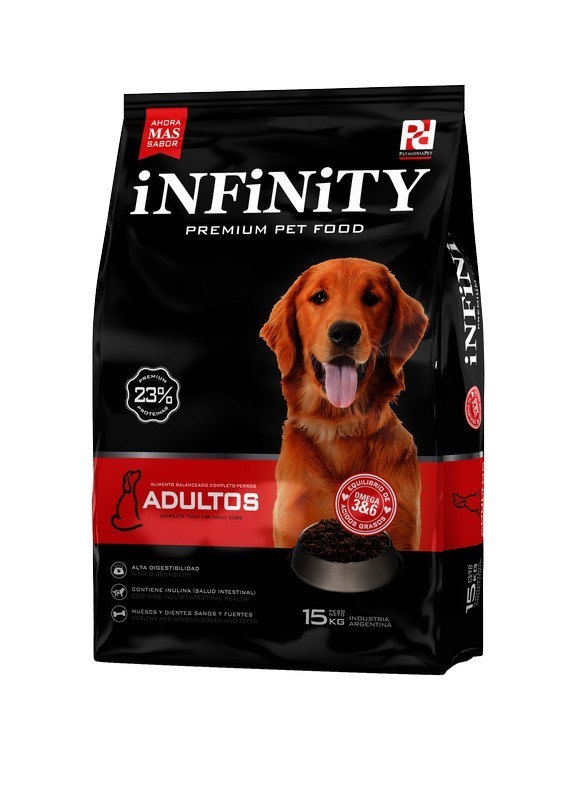 AHORA
MAS
SABOR
PATAGONIAPET
iNFiNiTY
PREMIUM PET FOOD
PREMIUM
23%
PROTEINAS
ALIMENTO BALANCEADO COMPLETO PERROS
ADULTOS
COMPLETE FOOD FOR ADULT DOGS
EQUILIBRIO DE
OMEGA
3&6
ACIDOS GRASOS
ALTA DIGESTIBILIDAD
HIGH DIGESTIBILITY
CONTIENE INULINA (SALUD INTESTINAL)
CONTAINS INULIN (INTESTINAL HEALTH)
HUESOS Y DIENTES SANOS Y FUERTES
HEALTHY AND STRONG BONES AND TEETH
15 PESO NETO KG
INDUSTRIA
ARGENTINA
iNFiNi
PREMIUM
15